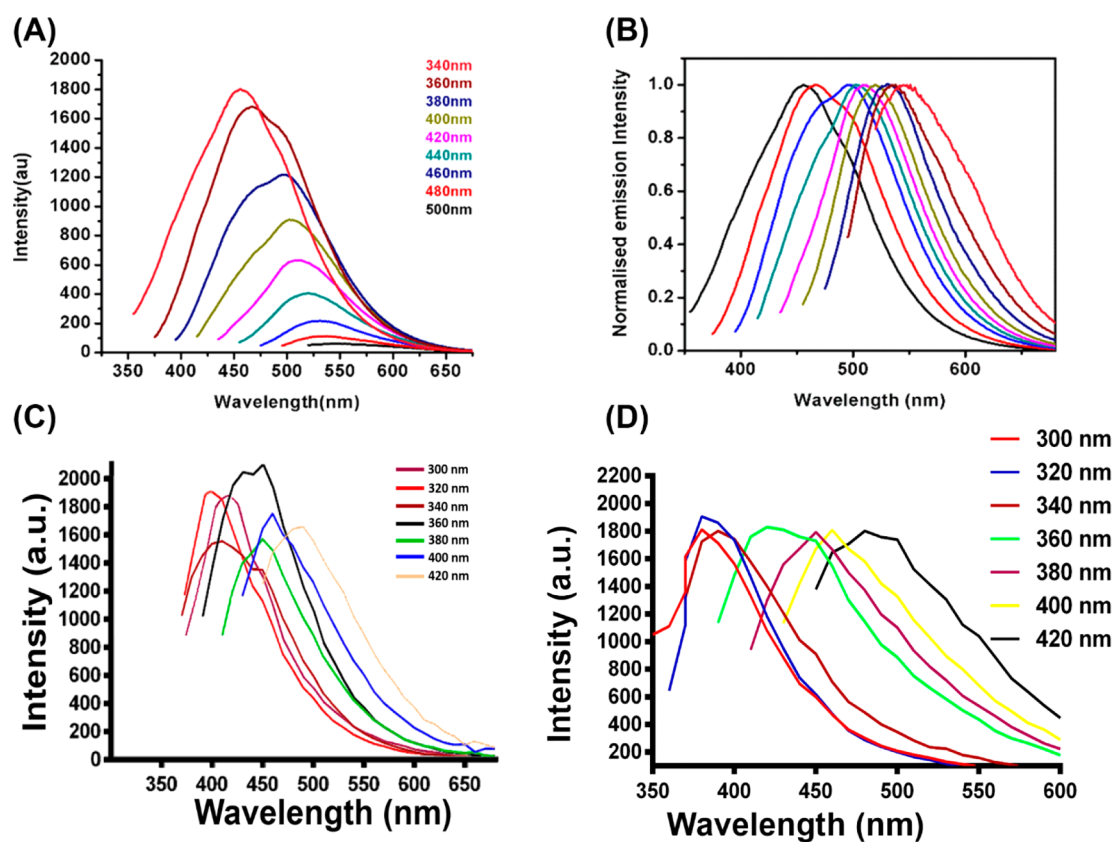 (A)
Intensity(au)
2000
1800
1600
1400
1200
1000
800
600
400
200
0
350 400 450 500 550 600 650
Wavelength(nm)
340nm
360nm
380nm
400nm
420nm
440nm
460nm
480nm
500nm
(B)
Normalised emission Intensity
1.0
0.8
0.6
0.4
0.2
0.0
400 500 600
Wavelength (nm)
(C)
Intensity (a.u.)
2000
1800
1600
1400
1200
1000
800
600
400
200
0
350 400 450 500 550 600 650
Wavelength (nm)
300 nm
320 nm
340 nm
360 nm
380 nm
400 nm
420 nm
(D)
Intensity (a.u.)
2200
2000
1800
1600
1400
1200
1000
800
600
400
200
350 400 450 500 550 600
Wavelength (nm)
300 nm
320 nm
340 nm
360 nm
380 nm
400 nm
420 nm